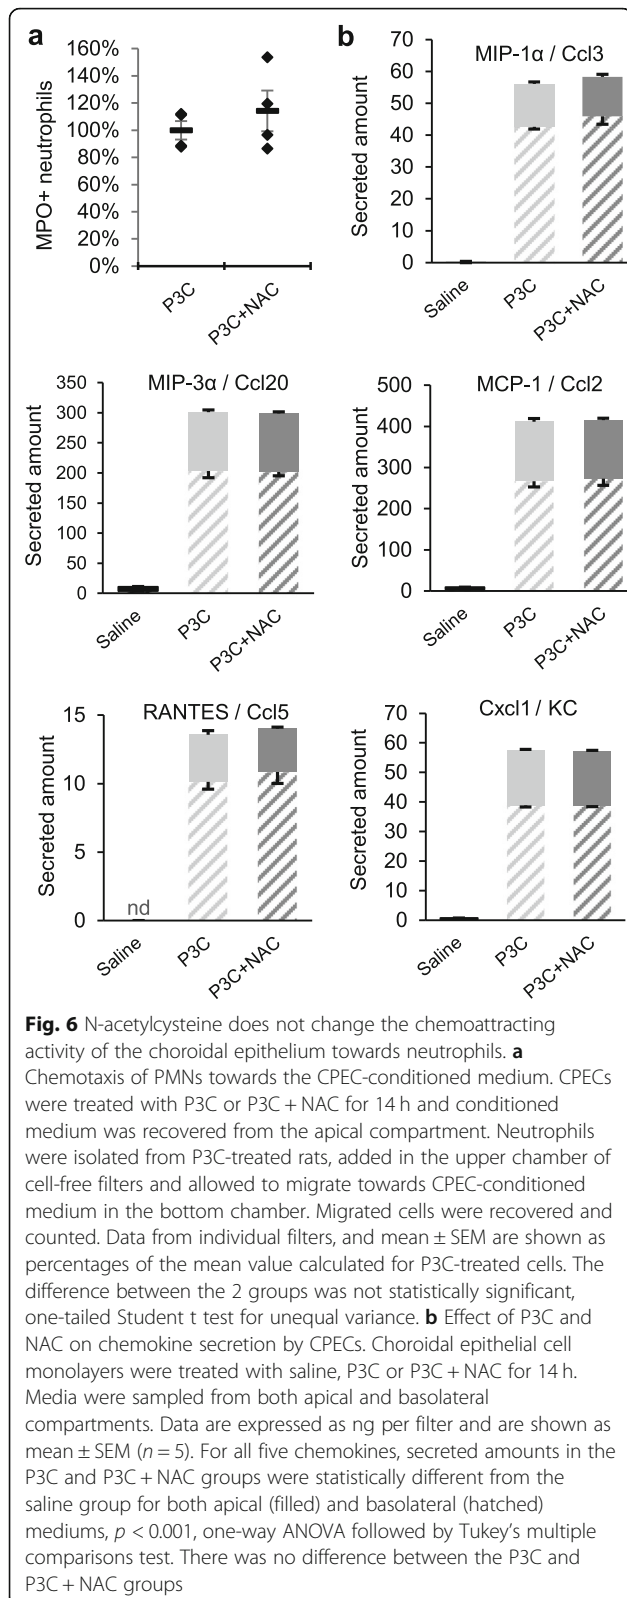 a
160%
140%
120%
100%
80%
60%
40%
20%
0%
MPO+ neutrophils
P3C
P3C+NAC
b
MIP-1α / Ccl3
70
60
50
40
30
20
10
0
Secreted amount
Saline
P3C
P3C+NAC
MIP-3α / Ccl20
350
300
250
200
150
100
50
0
Secreted amount
Saline
P3C
P3C+NAC
MCP-1 / Ccl2
500
400
300
200
100
0
Secreted amount
Saline
P3C
P3C+NAC
RANTES / Ccl5
15
10
5
0
Secreted amount
nd
Saline
P3C
P3C+NAC
Cxcl1 / KC
70
60
50
40
30
20
10
0
Secreted amount
Saline
P3C
P3C+NAC
Fig. 6 N-acetylcysteine does not change the chemoattracting
activity of the choroidal epithelium towards neutrophils. a
Chemotaxis of PMNs towards the CPEC-conditioned medium. CPECs
were treated with P3C or P3C + NAC for 14 h and conditioned
medium was recovered from the apical compartment. Neutrophils
were isolated from P3C-treated rats, added in the upper chamber of
cell-free filters and allowed to migrate towards CPEC-conditioned
medium in the bottom chamber. Migrated cells were recovered and
counted. Data from individual filters, and mean ± SEM are shown as
percentages of the mean value calculated for P3C-treated cells. The
difference between the 2 groups was not statistically significant,
one-tailed Student t test for unequal variance. b Effect of P3C and
NAC on chemokine secretion by CPECs. Choroidal epithelial cell
monolayers were treated with saline, P3C or P3C + NAC for 14 h.
Media were sampled from both apical and basolateral
compartments. Data are expressed as ng per filter and are shown as
mean ± SEM (n = 5). For all five chemokines, secreted amounts in the
P3C and P3C + NAC groups were statistically different from the
saline group for both apical (filled) and basolateral (hatched)
mediums, p < 0.001, one-way ANOVA followed by Tukey's multiple
comparisons test. There was no difference between the P3C and
P3C + NAC groups